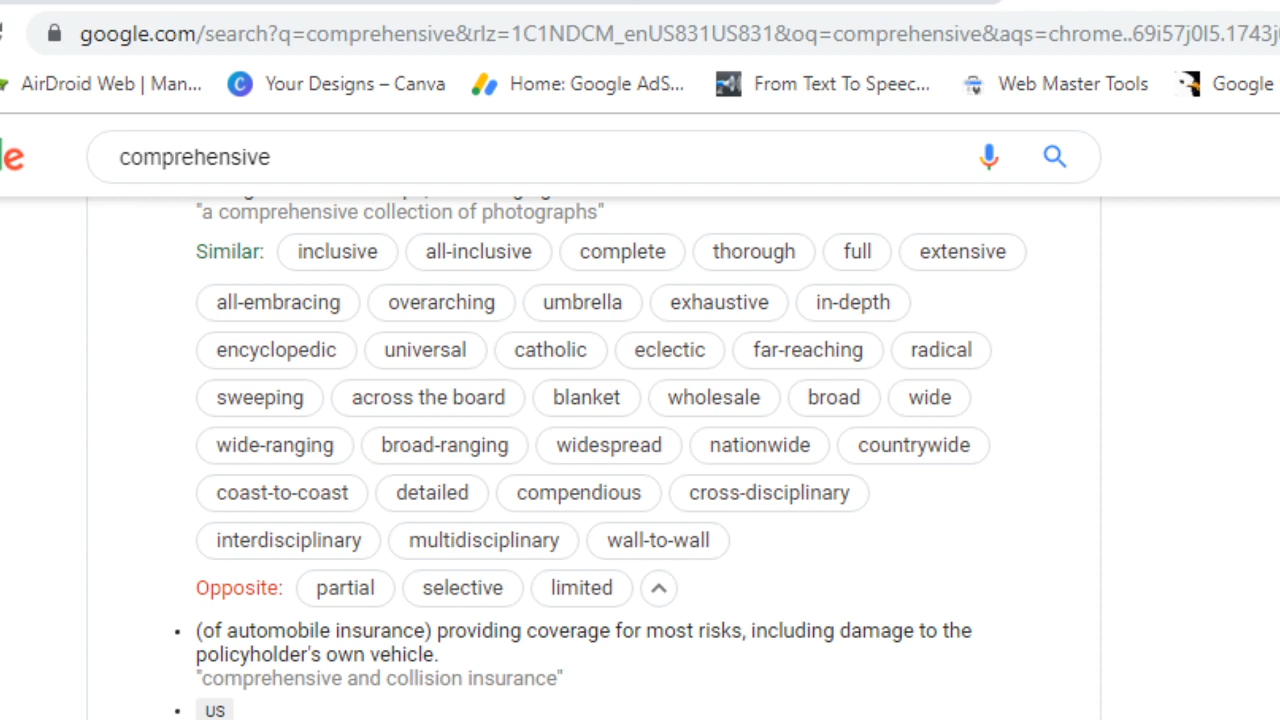 google.com/search?q=comprehensive&rlz=1C1NDCM_enUS831US831&oq=comprehensive&aqs=chrome..69i57j0l5.1743j
AirDroid Web | Man... Your Designs – Canva Home: Google AdS... From Text To Speec... Web Master Tools Google
le comprehensive
"a comprehensive collection of photographs"
Similar: inclusive all-inclusive complete thorough full extensive
all-embracing overarching umbrella exhaustive in-depth
encyclopedic universal catholic eclectic far-reaching radical
sweeping across the board blanket wholesale broad wide
wide-ranging broad-ranging widespread nationwide countrywide
coast-to-coast detailed compendious cross-disciplinary
interdisciplinary multidisciplinary wall-to-wall
Opposite: partial selective limited
• (of automobile insurance) providing coverage for most risks, including damage to the
policyholder's own vehicle.
"comprehensive and collision insurance"
• US